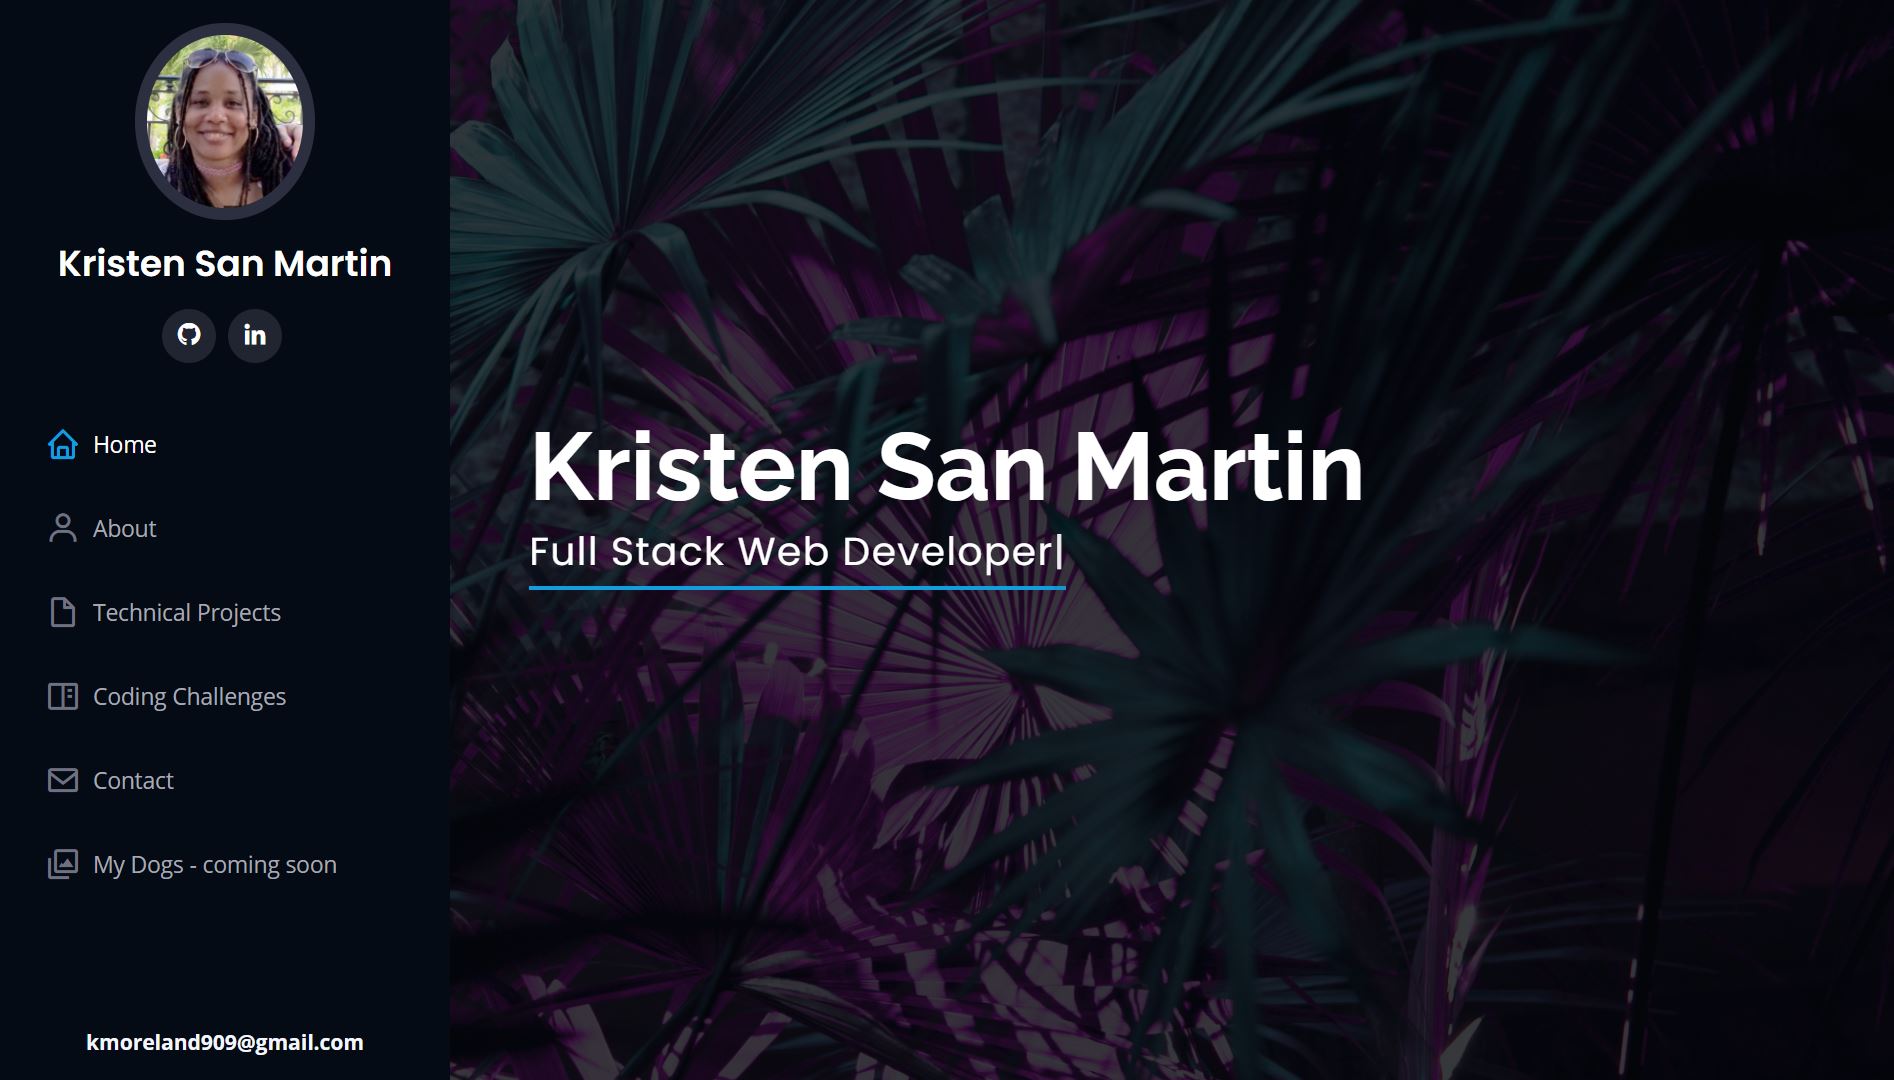 Kristen San Martin
in
Home
About
Technical Projects
Coding Challenges
Contact
My Dogs - coming soon
kmoreland909@gmail.com
Kristen San Martin
Full Stack Web Developer|